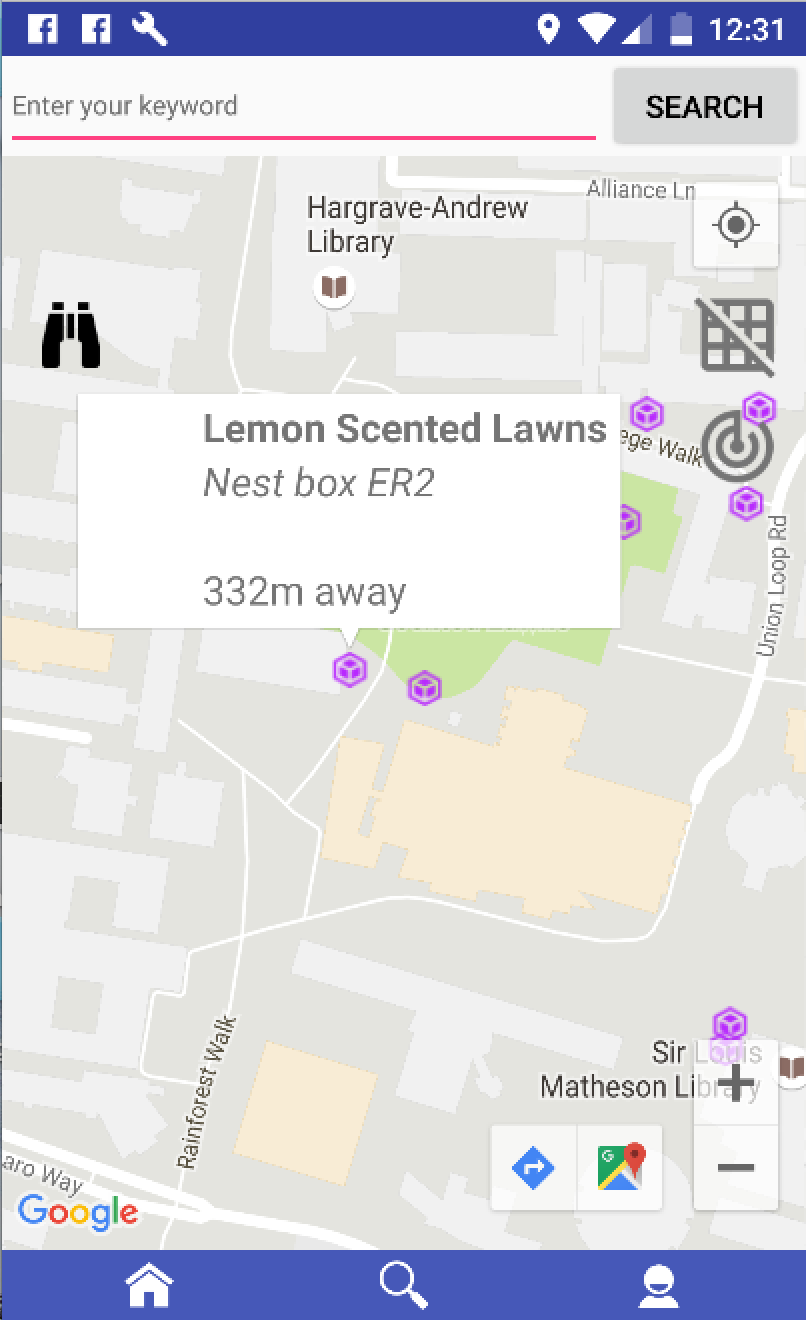 12:31
Enter your keyword
SEARCH
Alliance Ln
Hargrave-Andrew
Library
Lemon Scented Lawns
Nest box ER2
332m away
ege Walk
Union Loop Rd
Rainforest Walk
Sir Louis
Matheson Library
aro Way
G
Google